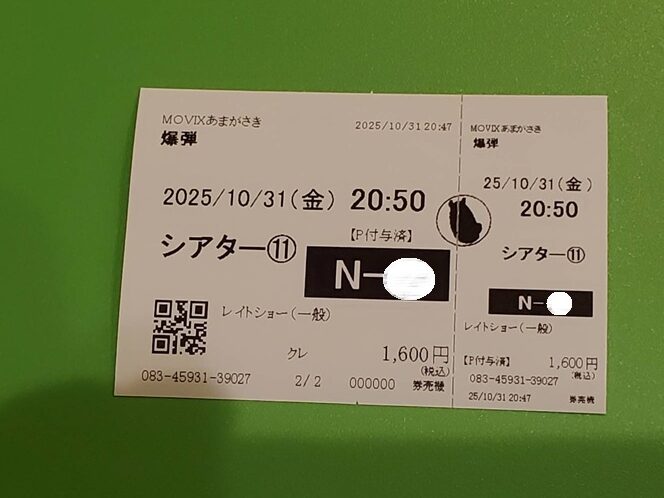 MOVIXあまがさき
2025/10/31 20:47
爆弾
2025/10/31(金) 20:50
【P付与済】
シアター⑪
N-
レイトショー(一般)
クレ
1,600円
(税込)
083-45931-39027
2/2
000000
券売機
MOVIXあまがさき
爆弾
25/10/31(金)
20:50
シアター⑪
N-
レイトショー(一般)
【P付与済】
1,600円
(税込)
083-45931-39027
25/10/31 20:47
券売機